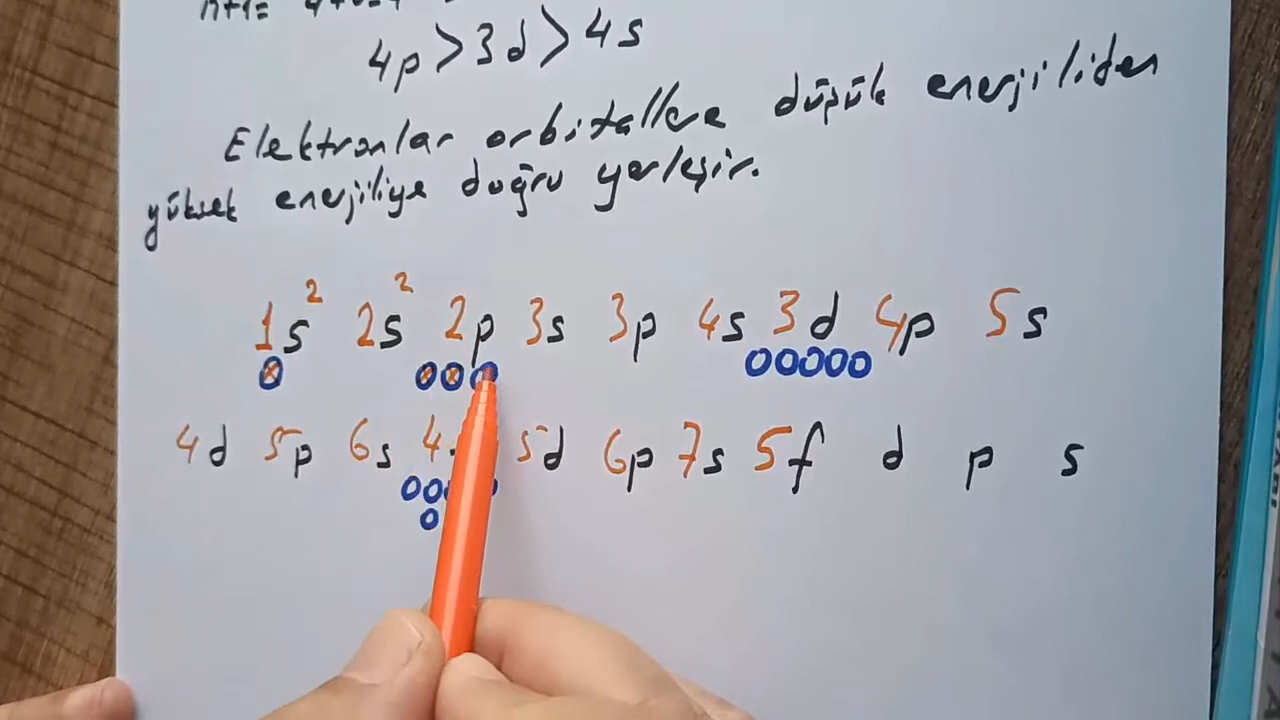 4p > 3d > 4s
Elektronlar orbitallere düşük enerjiliden
yüksek enerjiliye doğru yerleşir.
1s² 2s² 2p 3s 3p 4s 3d 4p 5s
4d 5p 6s 4 5d 6p 7s 5f d p s